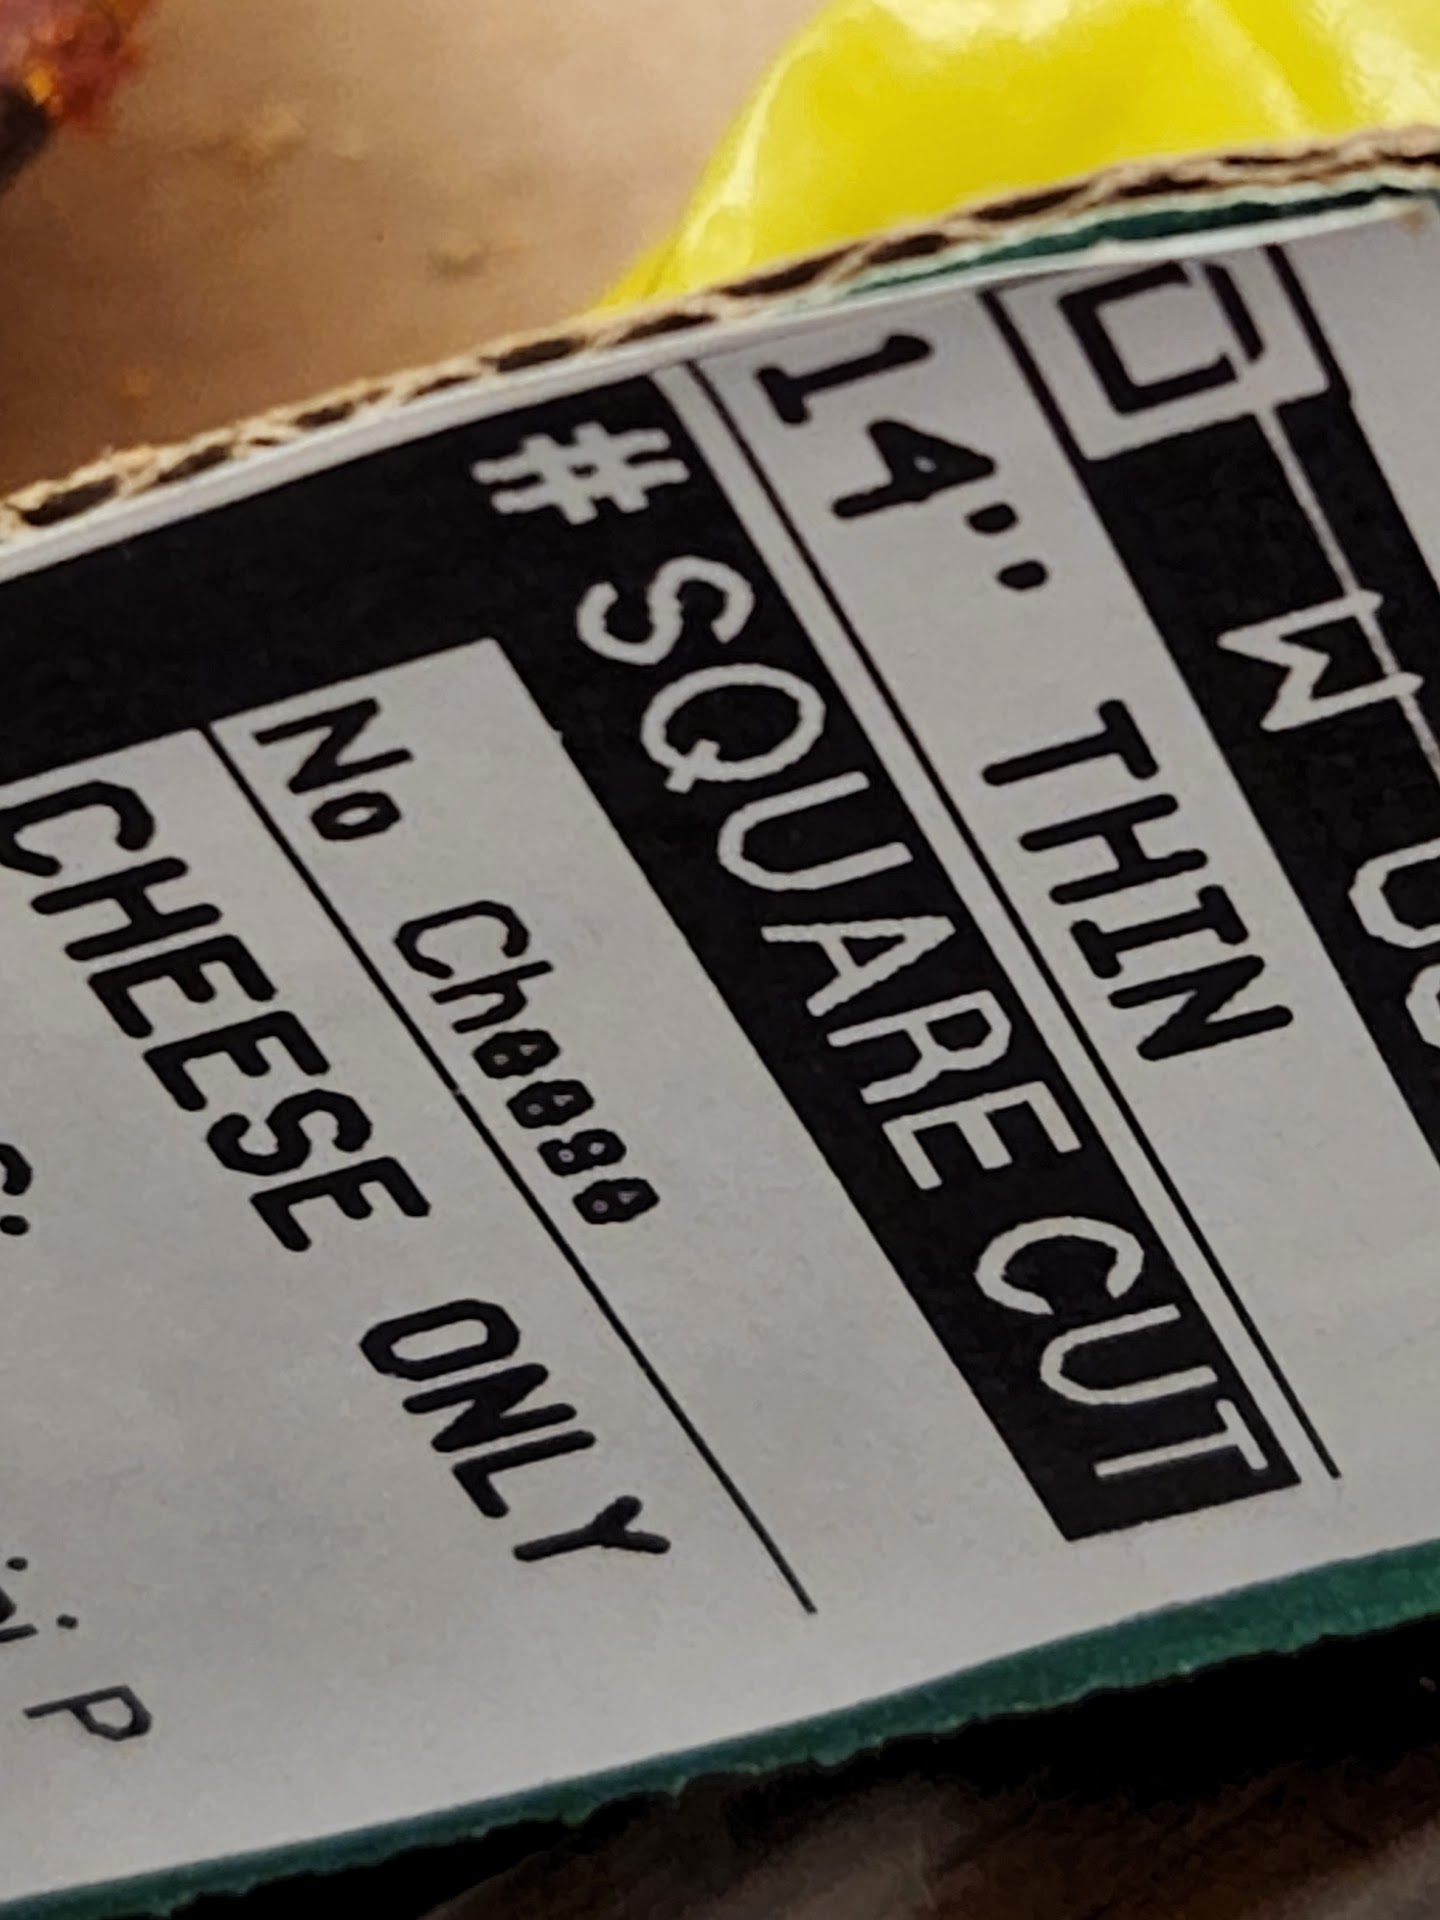 14" THIN
# SQUARE CUT
No Cheese
CHEESE ONLY